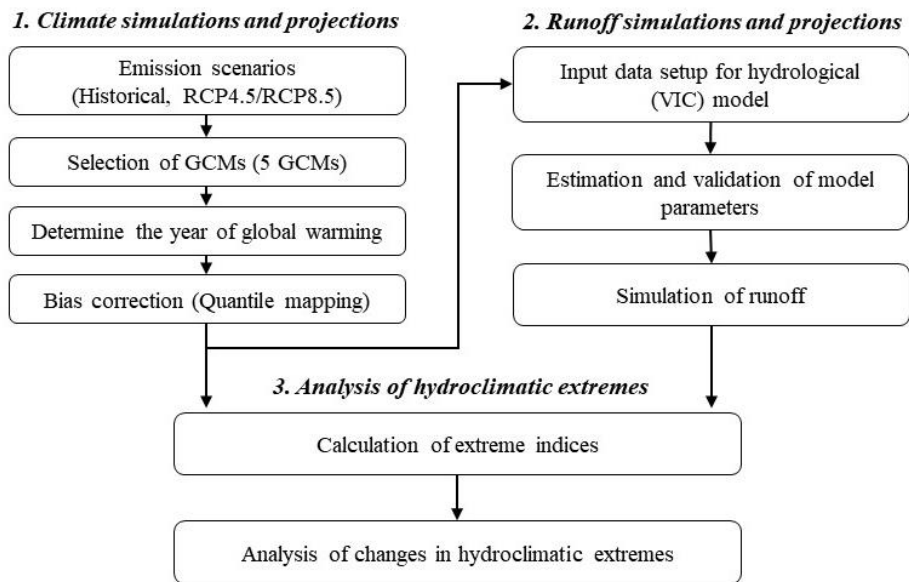 1. Climate simulations and projections
Emission scenarios
(Historical, RCP4.5/RCP8.5)
Selection of GCMs (5 GCMs)
Determine the year of global warming
Bias correction (Quantile mapping)
2. Runoff simulations and projections
Input data setup for hydrological
(VIC) model
Estimation and validation of model
parameters
Simulation of runoff
3. Analysis of hydroclimatic extremes
Calculation of extreme indices
Analysis of changes in hydroclimatic extremes